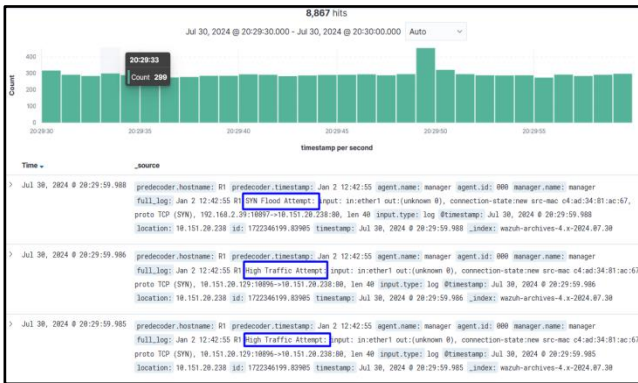 8,867 hits
Jul 30, 2024 @ 20:29:30.000 - Jul 30, 2024 @ 20:30:00.000 Auto
Count
400
300
200
100
0
20:29:33
Count 299
20:29:30 20:29:35 20:29:40 20:29:45 20:29:50 20:29:55
timestamp per second
Time _source
Jul 30, 2024 @ 20:29:59.988 predecoder.hostname: R1 predecoder.timestamp: Jan 2 12:42:55 agent.name: manager agent.id: 000 manager.name: manager
full_log: Jan 2 12:42:55 R1 SYN Flood Attempt: input: in:ether1 out:(unknown 0), connection-state:new src-mac c4:ad:34:81:ac:67,
proto TCP (SYN), 192.168.2.39:10897->10.151.20.238:80, len 40 input.type: log @timestamp: Jul 30, 2024 @ 20:29:59.988
location: 10.151.20.238 id: 1722346199.83905 timestamp: Jul 30, 2024 @ 20:29:59.988 _index: wazuh-archives-4.x-2024.07.30
Jul 30, 2024 @ 20:29:59.986 predecoder.hostname: R1 predecoder.timestamp: Jan 2 12:42:55 agent.name: manager agent.id: 000 manager.name: manager
full_log: Jan 2 12:42:55 R1 High Traffic Attempt: input: in:ether1 out:(unknown 0), connection-state:new src-mac c4:ad:34:81:ac:67
proto TCP (SYN), 10.151.20.129:10896->10.151.20.238:80, len 40 input.type: log @timestamp: Jul 30, 2024 @ 20:29:59.986
location: 10.151.20.238 id: 1722346199.83905 timestamp: Jul 30, 2024 @ 20:29:59.986 _index: wazuh-archives-4.x-2024.07.30
Jul 30, 2024 @ 20:29:59.985 predecoder.hostname: R1 predecoder.timestamp: Jan 2 12:42:55 agent.name: manager agent.id: 000 manager.name: manager
full_log: Jan 2 12:42:55 R1 High Traffic Attempt: input: in:ether1 out:(unknown 0), connection-state:new src-mac c4:ad:34:81:ac:67
proto TCP (SYN), 10.151.20.129:10896->10.151.20.238:80, len 40 input.type: log @timestamp: Jul 30, 2024 @ 20:29:59.985
location: 10.151.20.238 id: 1722346199.83905 timestamp: Jul 30, 2024 @ 20:29:59.985 _index: wazuh-archives-4.x-2024.07.30